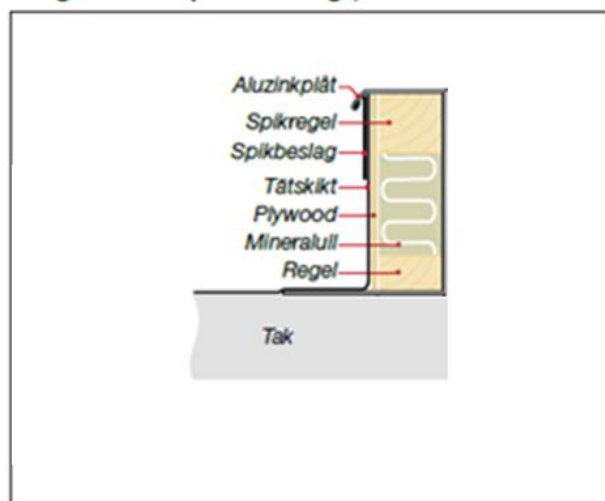 Aluzinkplåt
Spikregel
Spikbeslag
Tätskikt
Plywood
Mineralull
Regel
Tak